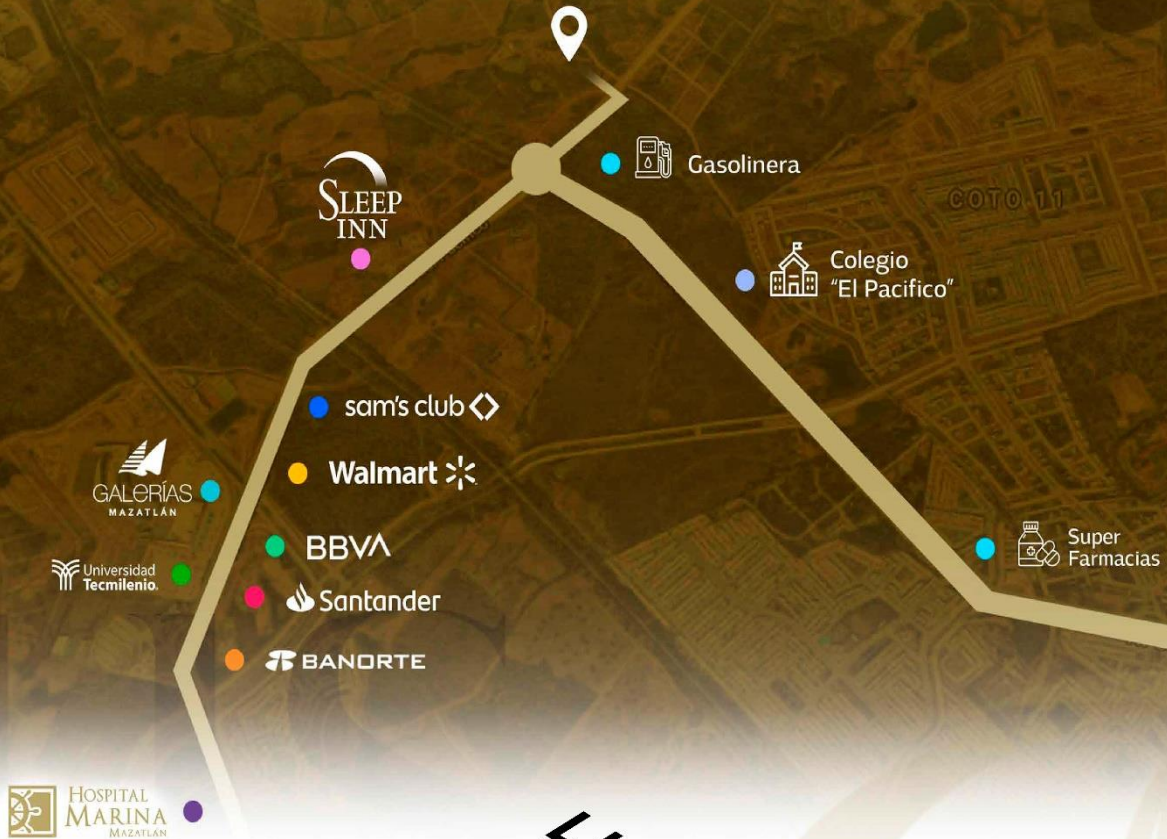 Gasolinera
SLEEP
INN
COTO 11
Colegio
"El Pacifico"
sam's club
Walmart
GALERÍAS
MAZATLÁN
BBVA
Super
Farmacias
Universidad
Tecmilenio.
Santander
BANORTE
HOSPITAL
MARINA
MAZATLÁN